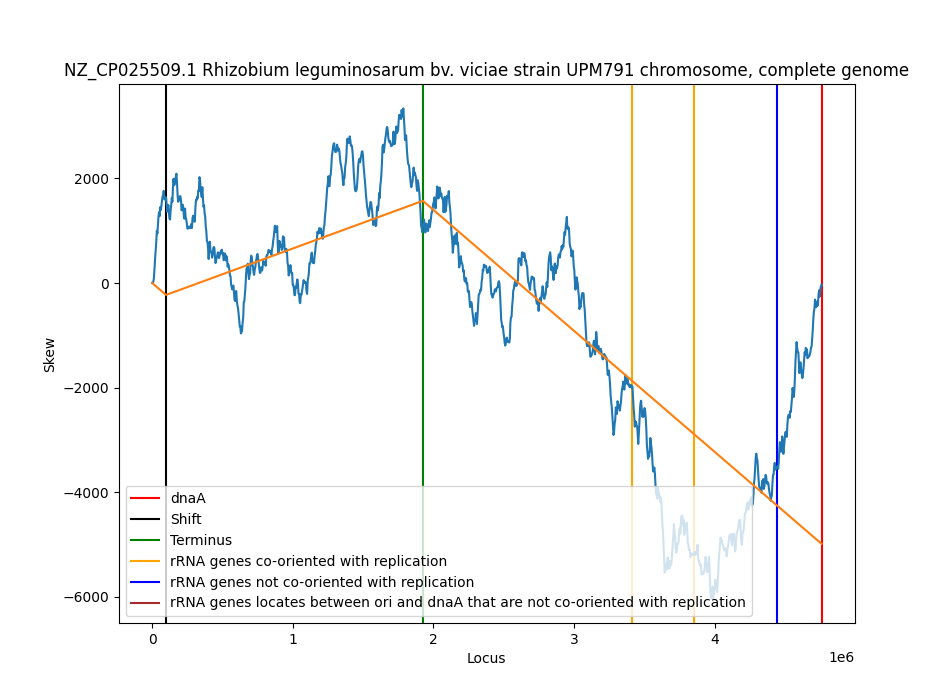 NZ_CP025509.1 Rhizobium leguminosarum bv. viciae strain UPM791 chromosome, complete genome
Skew
2000
0
−2000
−4000
−6000
dnaA
Shift
Terminus
rRNA genes co-oriented with replication
rRNA genes not co-oriented with replication
rRNA genes locates between ori and dnaA that are not co-oriented with replication
0 1 2 3 4
1e6
Locus